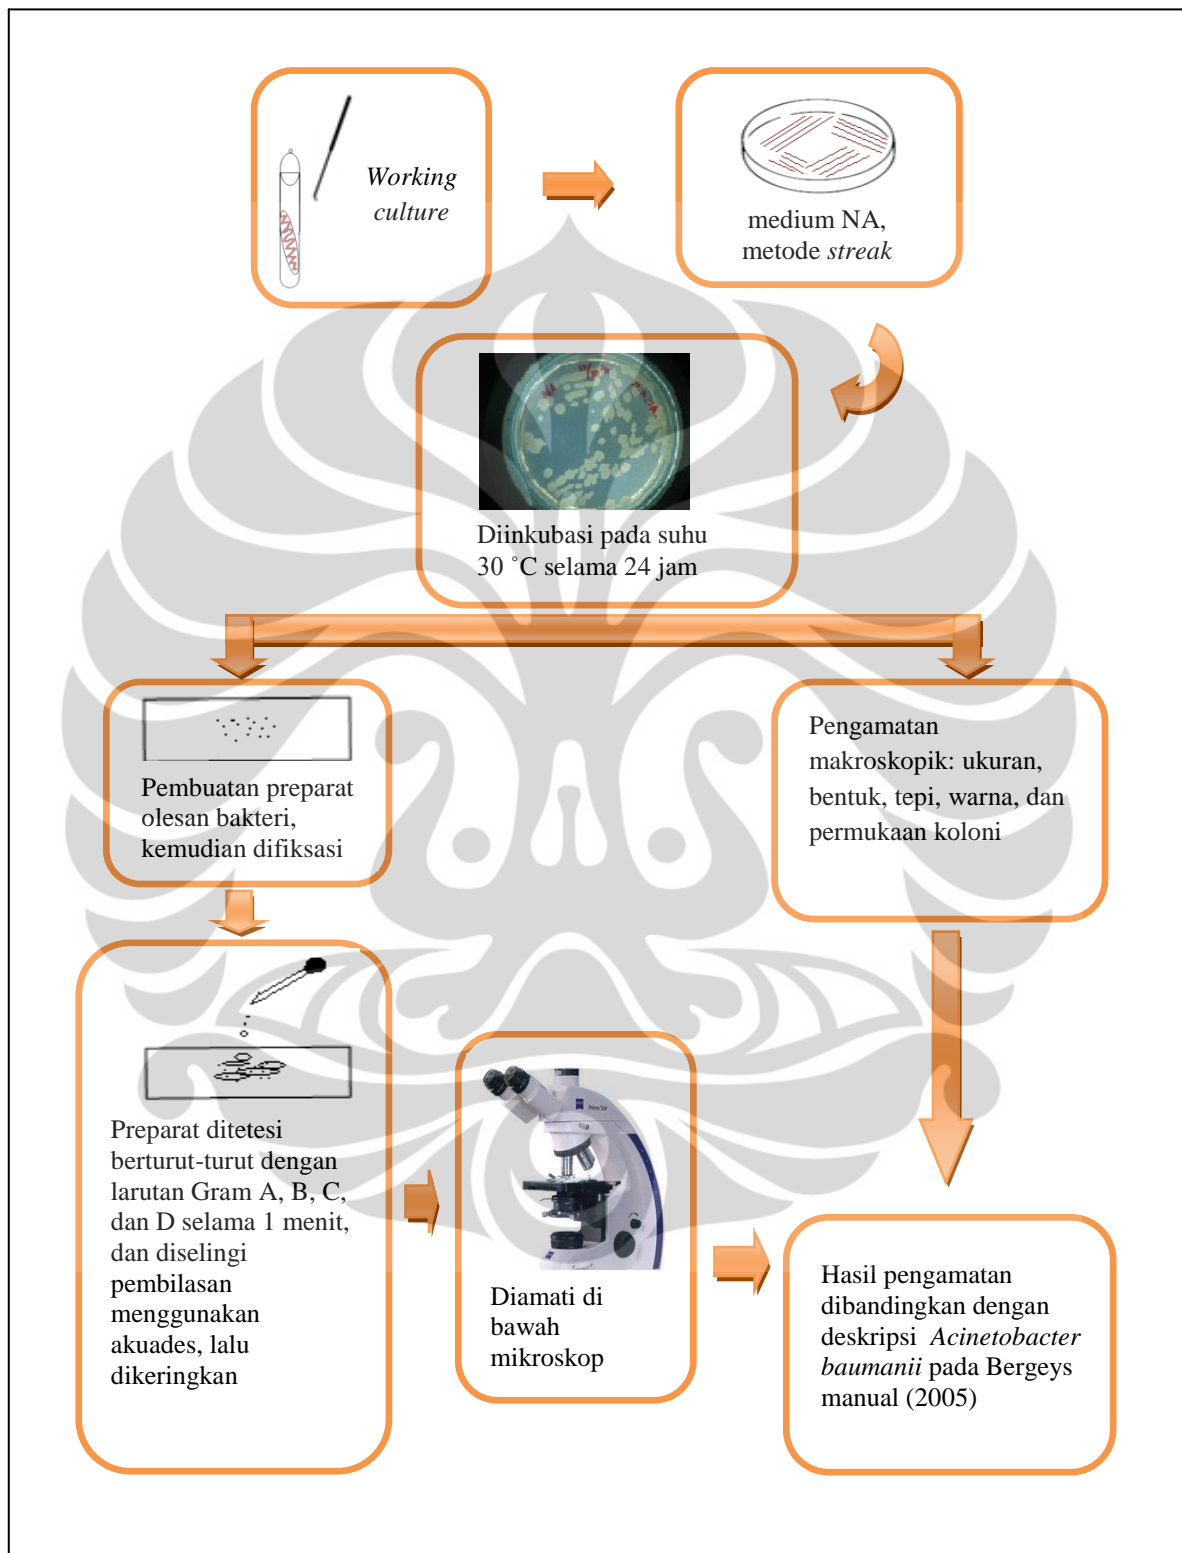 Working
culture
medium NA,
metode streak
Diinkubasi pada suhu
30 ˚C selama 24 jam
Pembuatan preparat
olesan bakteri,
kemudian difiksasi
Pengamatan
makroskopik: ukuran,
bentuk, tepi, warna, dan
permukaan koloni
Preparat ditetesi
berturut-turut dengan
larutan Gram A, B, C,
dan D selama 1 menit,
dan diselingi
pembilasan
menggunakan
akuades, lalu
dikeringkan
Diamati di
bawah
mikroskop
Hasil pengamatan
dibandingkan dengan
deskripsi Acinetobacter
baumanii pada Bergeys
manual (2005)